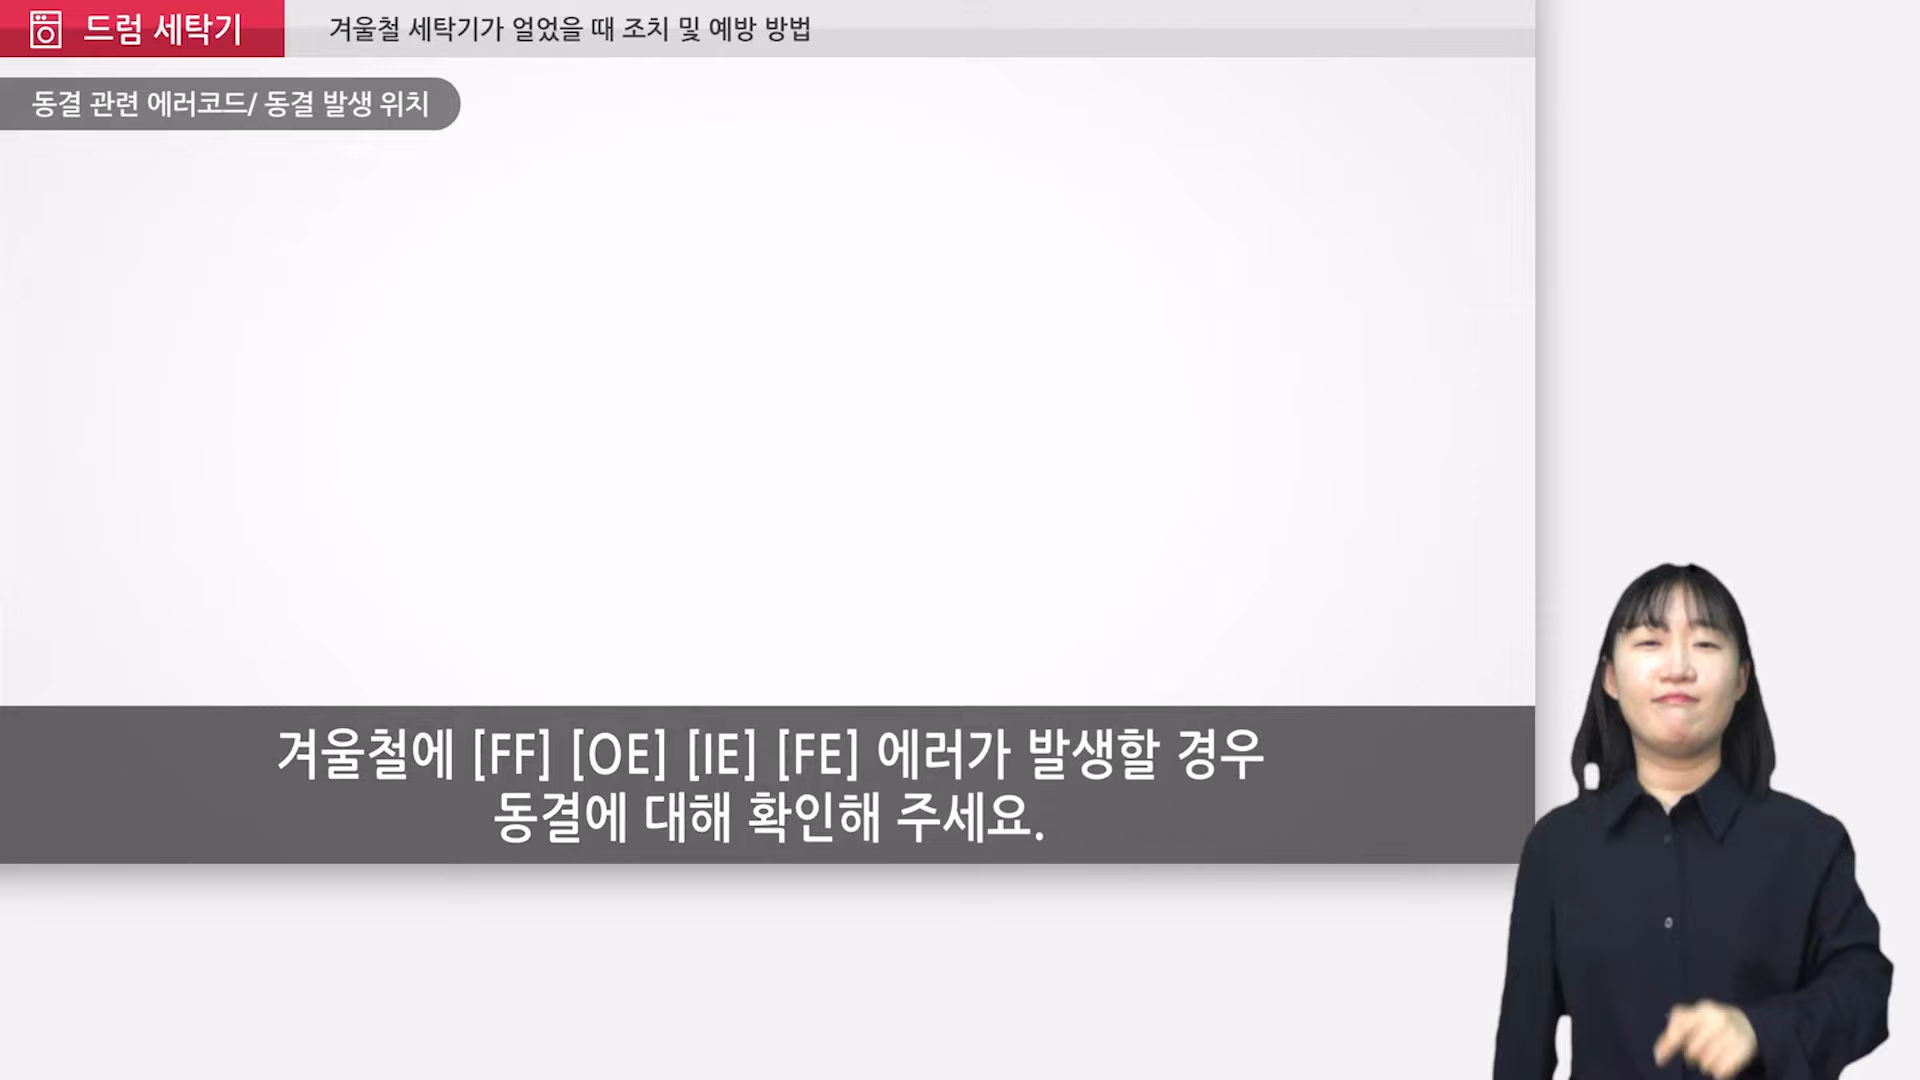 드럼 세탁기
겨울철 세탁기가 얼었을 때 조치 및 예방 방법
동결 관련 에러코드/ 동결 발생 위치
겨울철에 [FF] [OE] [IE] [FE] 에러가 발생할 경우
동결에 대해 확인해 주세요.